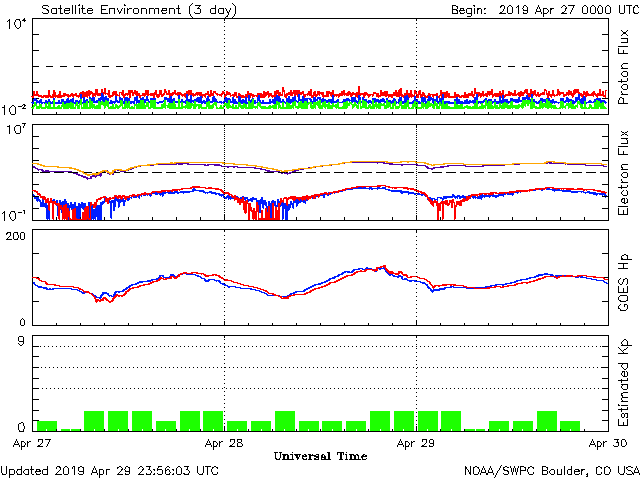 Satellite Environment (3 day) Begin: 2019 Apr 27 0000 UTC
10^4
10^-2
Proton Flux
10^7
10^-1
Electron Flux
200
0
GOES Hp
9
0
Estimated Kp
Apr 27 Apr 28 Apr 29 Apr 30
Universal Time
Updated 2019 Apr 29 23:56:03 UTC NOAA/SWPC Boulder, CO USA